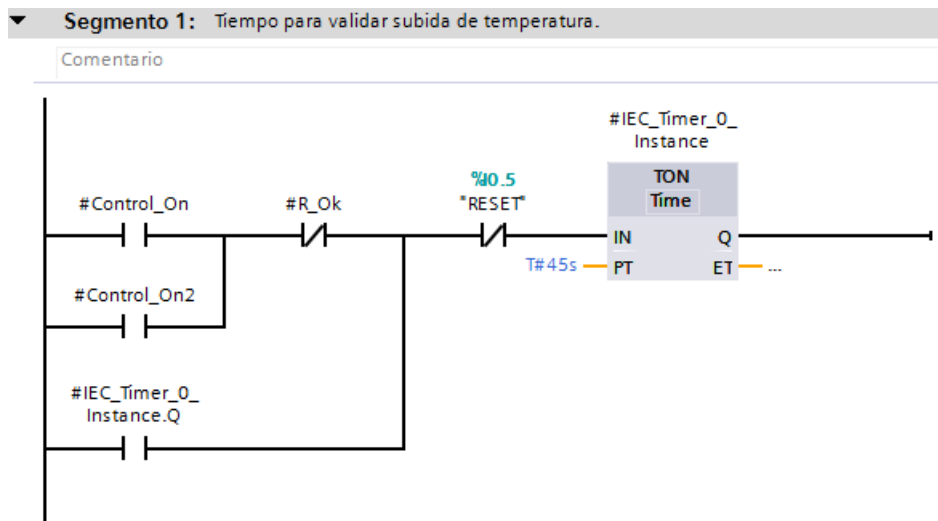 Segmento 1: Tiempo para validar subida de temperatura.
Comentario
#IEC_Timer_0_
Instance
%I0.5
TON
#Control_On
#R_Ok
"RESET"
Time
IN
Q
T#45s
PT
ET
...
#Control_On2
#IEC_Timer_0_
Instance.Q